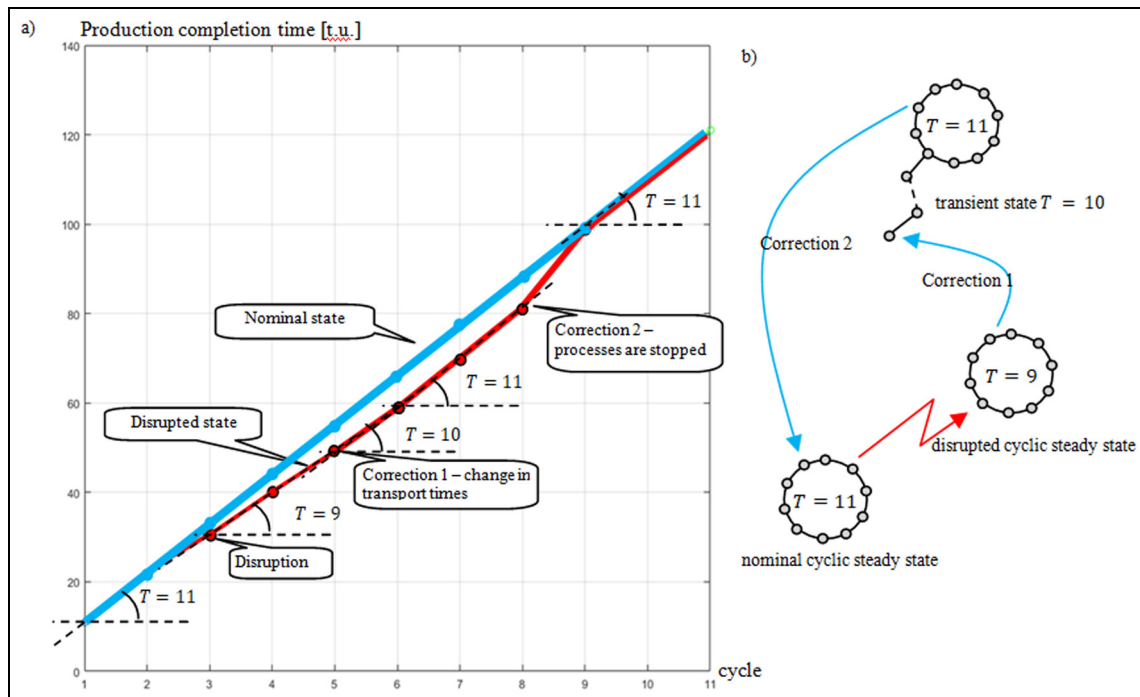 a)
Production completion time [t.u.]
140
120
100
80
60
40
20
0
1
2
3
4
5
6
7
8
9
10
11
cycle
T = 11
Nominal state
Correction 2 –
processes are stopped
T = 11
Disrupted state
T = 10
Correction 1 – change in
transport times
T = 9
Disruption
T = 11
b)
T = 11
transient state T = 10
Correction 2
Correction 1
T = 9
disrupted cyclic steady state
T = 11
nominal cyclic steady state